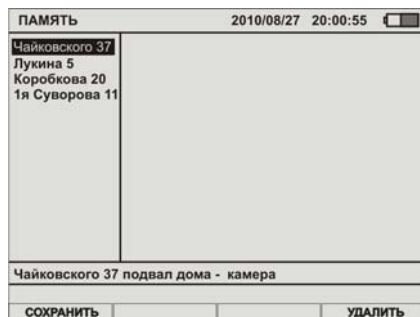 ПАМЯТЬ 2010/08/27 20:00:55
Чайковского 37
Лукина 5
Коробкова 20
1я Суворова 11
Чайковского 37 подвал дома - камера
СОХРАНИТЬ УДАЛИТЬ